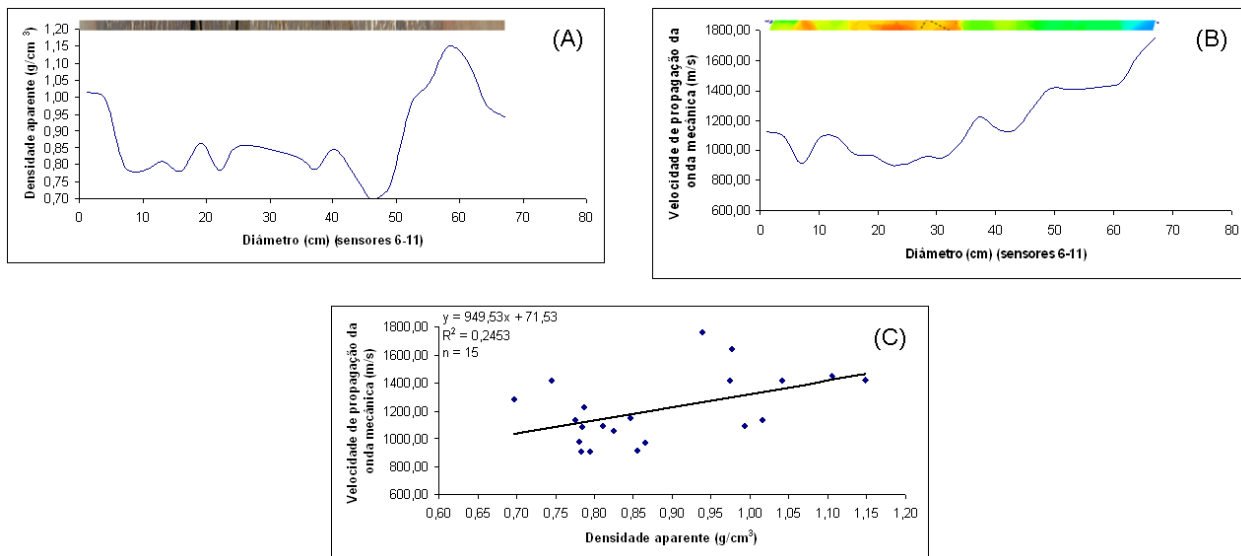 (A)
Densidade aparente (g/cm³)
1,20
1,15
1,10
1,05
1,00
0,95
0,90
0,85
0,80
0,75
0,70
0 10 20 30 40 50 60 70 80
Diâmetro (cm) (sensores 6-11)
(B)
Velocidade de propagação da
onda mecânica (m/s)
1800,00
1600,00
1400,00
1200,00
1000,00
800,00
600,00
0 10 20 30 40 50 60 70 80
Diâmetro (cm) (sensores 6-11)
(C)
y = 949,53x + 71,53
R² = 0,2453
n = 15
Velocidade de propagação da
onda mecânica (m/s)
1800,00
1600,00
1400,00
1200,00
1000,00
800,00
600,00
0,60 0,65 0,70 0,75 0,80 0,85 0,90 0,95 1,00 1,05 1,10 1,15 1,20
Densidade aparente (g/cm³)